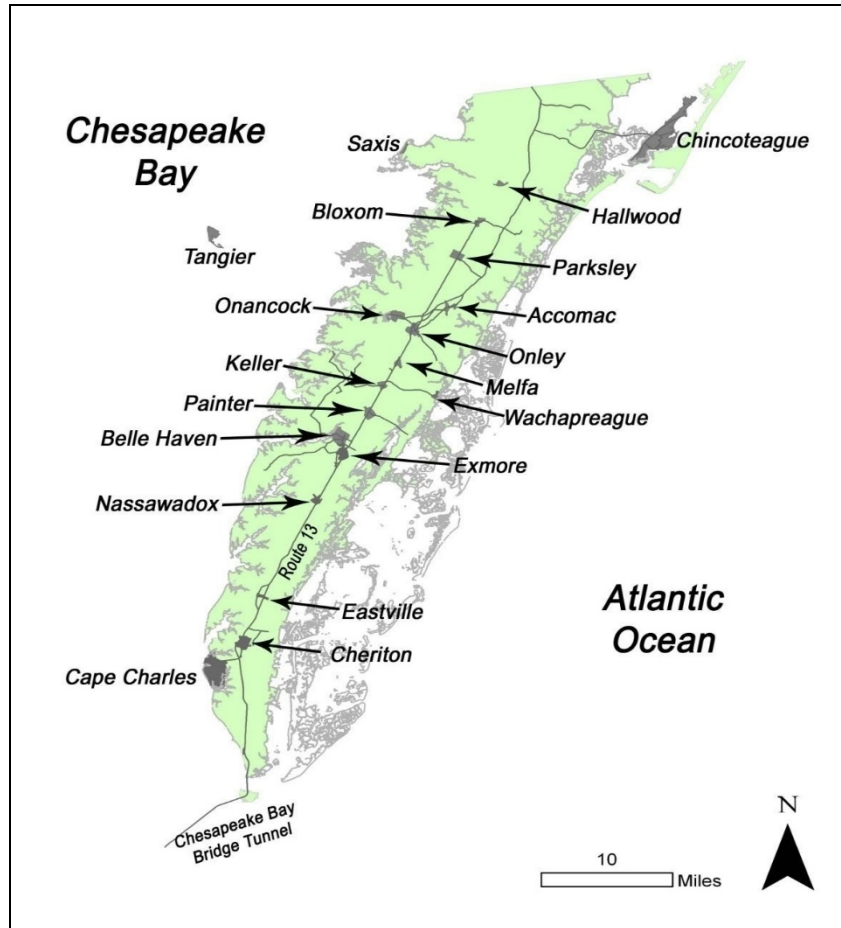 Chesapeake
Bay
Saxis
Chincoteague
Bloxom
Hallwood
Tangier
Parksley
Onancock
Accomac
Onley
Keller
Melfa
Painter
Wachapreague
Belle Haven
Exmore
Nassawadox
Route 13
Eastville
Atlantic
Ocean
Cheriton
Cape Charles
Chesapeake Bay
Bridge Tunnel
N
10
Miles